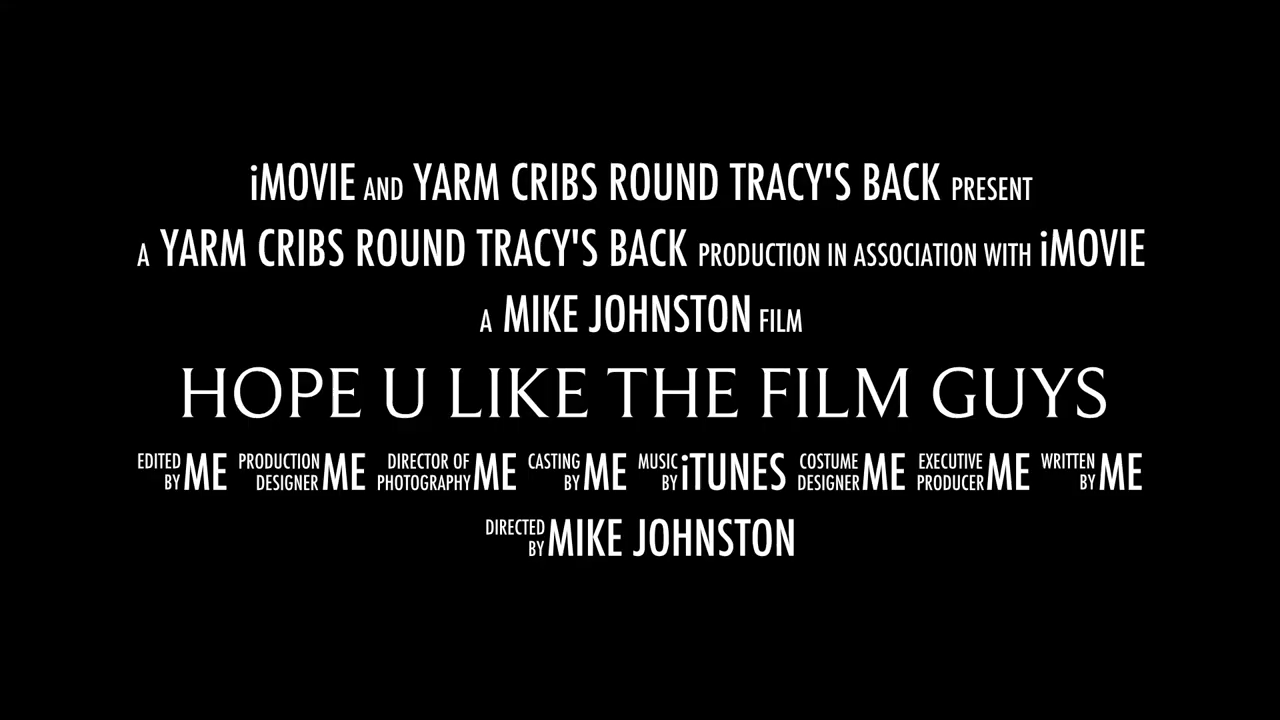 iMOVIE AND YARM CRIBS ROUND TRACY'S BACK PRESENT
A YARM CRIBS ROUND TRACY'S BACK PRODUCTION IN ASSOCIATION WITH iMOVIE
A MIKE JOHNSTON FILM
HOPE U LIKE THE FILM GUYS
EDITED BY ME PRODUCTION DESIGNER ME DIRECTOR OF PHOTOGRAPHY ME CASTING BY ME MUSIC BY iTUNES COSTUME DESIGNER ME EXECUTIVE PRODUCER ME WRITTEN BY ME
DIRECTED BY MIKE JOHNSTON